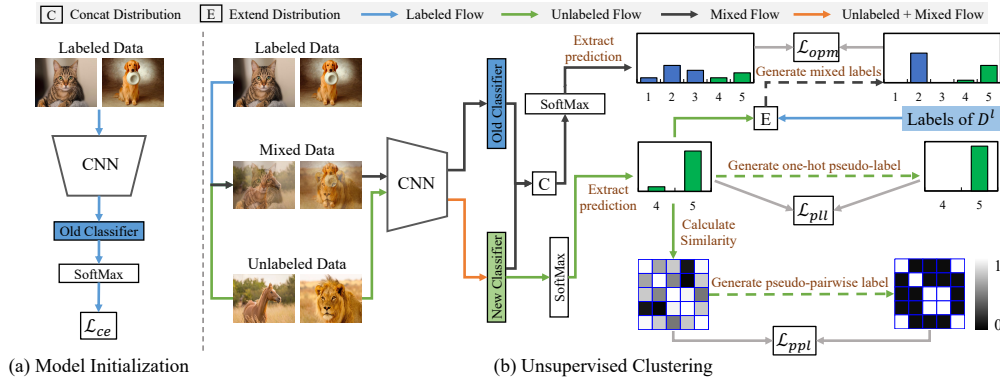 C Concat Distribution E Extend Distribution Labeled Flow Unlabeled Flow Mixed Flow Unlabeled + Mixed Flow
Labeled Data
CNN
Old Classifier
SoftMax
ℒce
(a) Model Initialization
Labeled Data
Mixed Data
Unlabeled Data
CNN
Old Classifier
New Classifier
C
SoftMax
SoftMax
Extract
prediction
1 2 3 4 5
ℒopm
Generate mixed labels
1 2 3 4 5
E
Labels of Dˡ
Extract
prediction
4 5
Generate one-hot pseudo-label
ℒpll
4 5
Calculate
Similarity
Generate pseudo-pairwise label
1
0
ℒppl
(b) Unsupervised Clustering